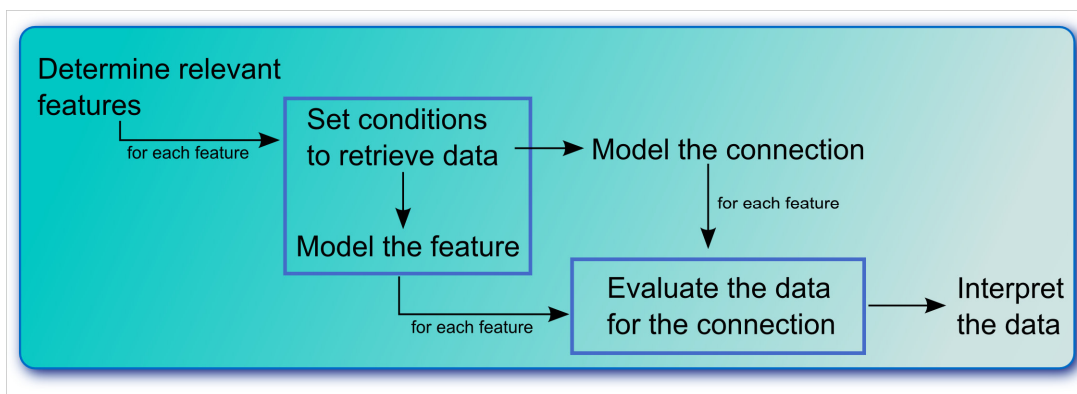 Determine relevant
features
for each feature
Set conditions
to retrieve data
Model the feature
Model the connection
for each feature
for each feature
Evaluate the data
for the connection
Interpret
the data